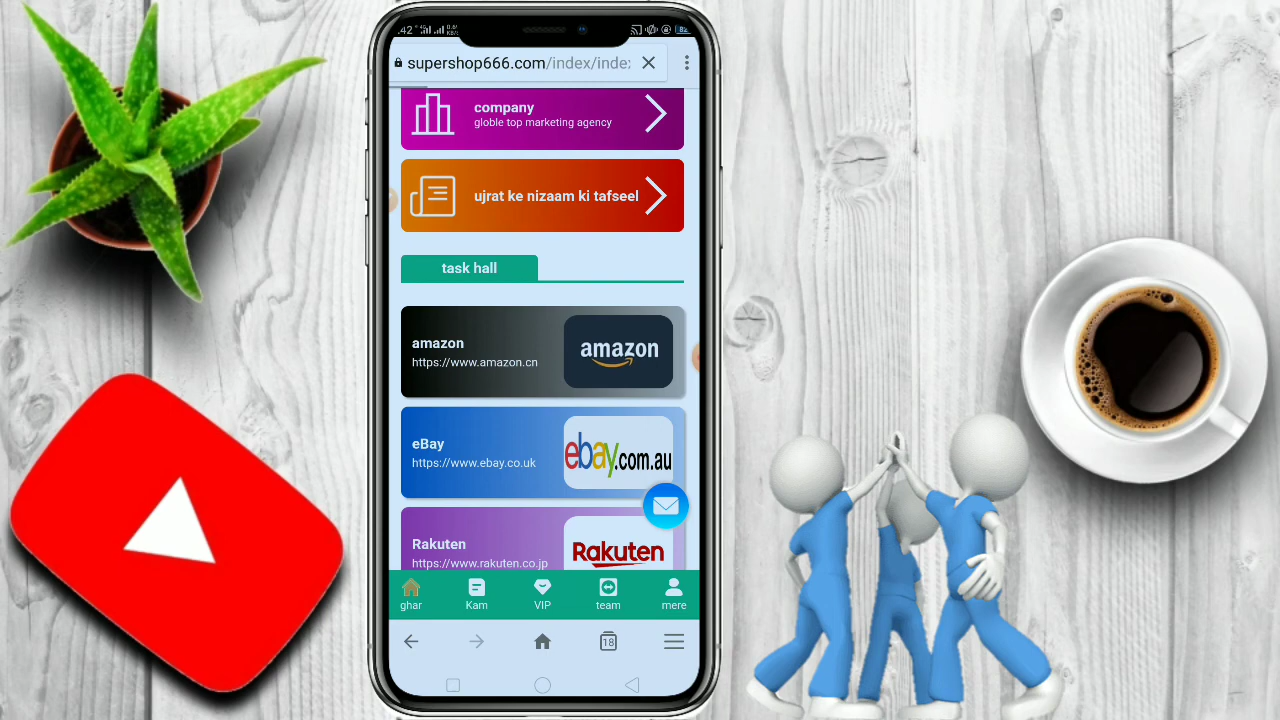 :42
supershop666.com/index/inde:
company
globle top marketing agency
ujrat ke nizaam ki tafseel
task hall
amazon
https://www.amazon.cn
amazon
eBay
https://www.ebay.co.uk
ebay.com.au
Rakuten
https://www.rakuten.co.jp
Rakuten
ghar
Kam
VIP
team
mere
18